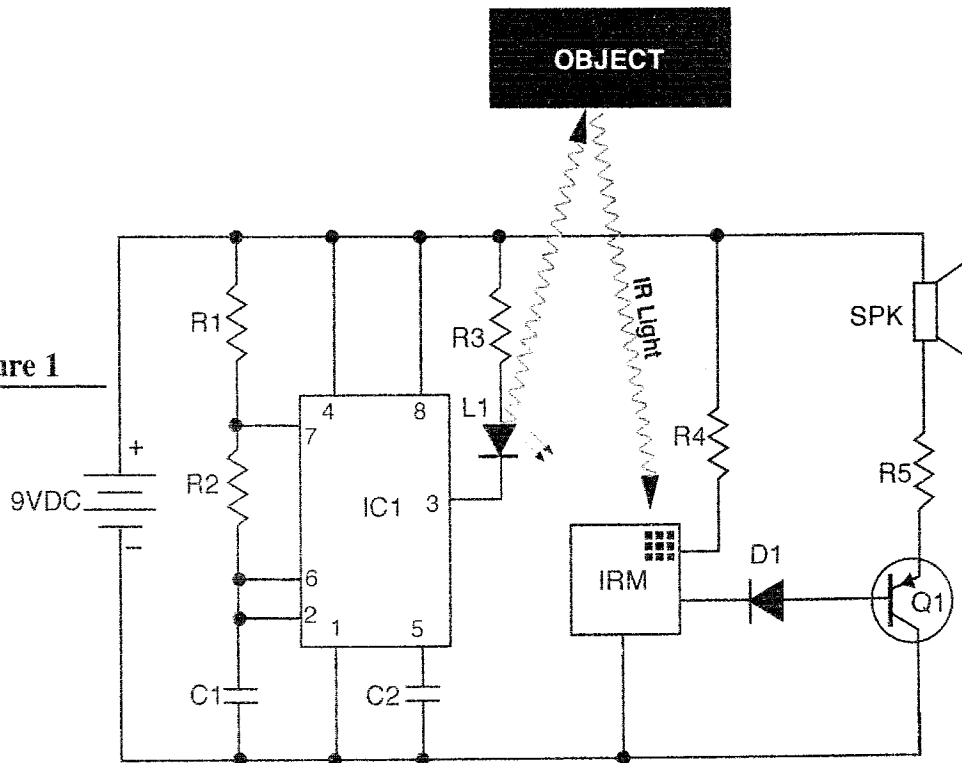 OBJECT
IR Light
SPK
R1
R3
ure 1
L1
4
8
7
R4
+
R2
R5
9VDC
IC1
3
−
D1
IRM
6
Q1
2
1
5
C1
C2